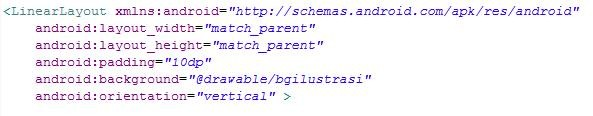 <LinearLayout xmlns:android="http://schemas.android.com/apk/res/android"
    android:layout_width="match_parent"
    android:layout_height="match_parent"
    android:padding="10dp"
    android:background="@drawable/bgilustrasi"
    android:orientation="vertical" >